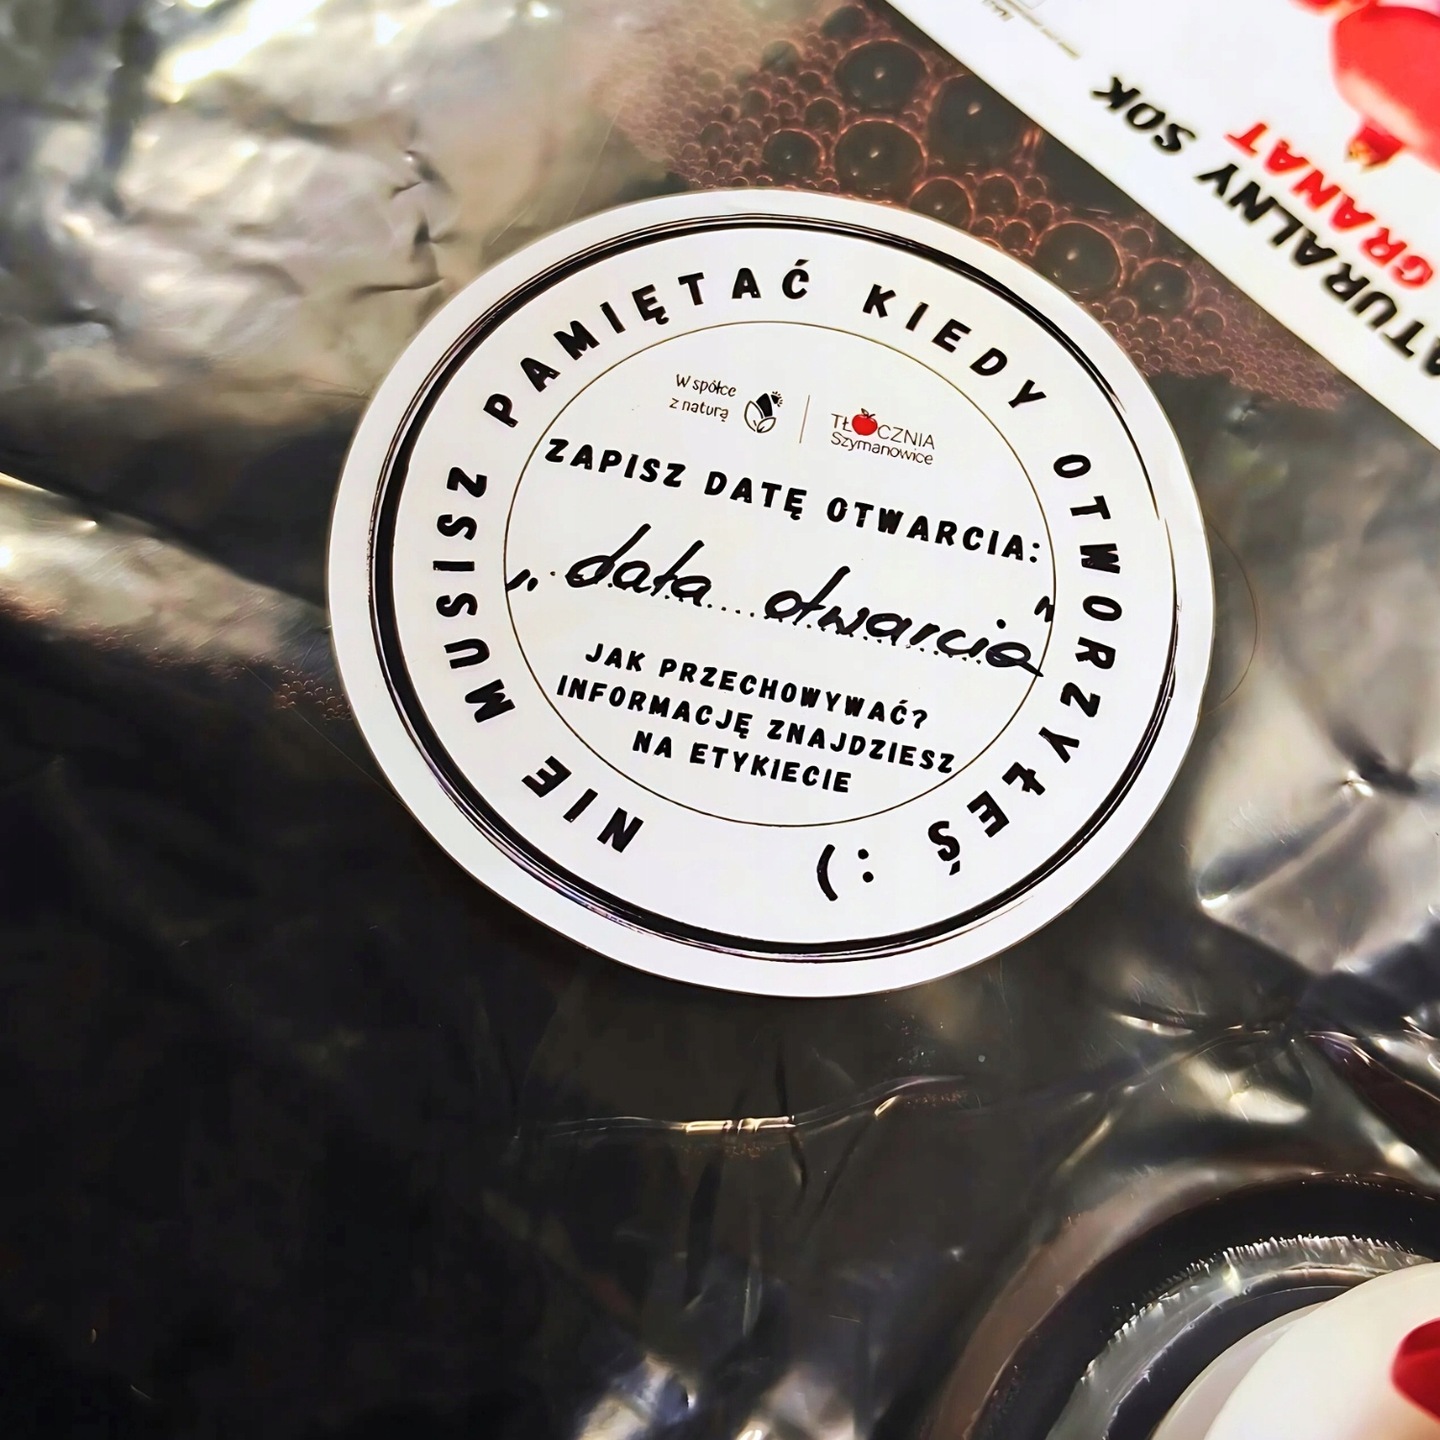 NIE MUSISZ PAMIĘTAĆ KIEDY OTWORZYŁEŚ :)
W spółce
z naturą
TŁOCZNIA
Szymanowice
ZAPISZ DATĘ OTWARCIA:
„data otwarcia”
JAK PRZECHOWYWAĆ?
INFORMACJĘ ZNAJDZIESZ
NA ETYKIECIE
ATURALNY SOK
GRANAT